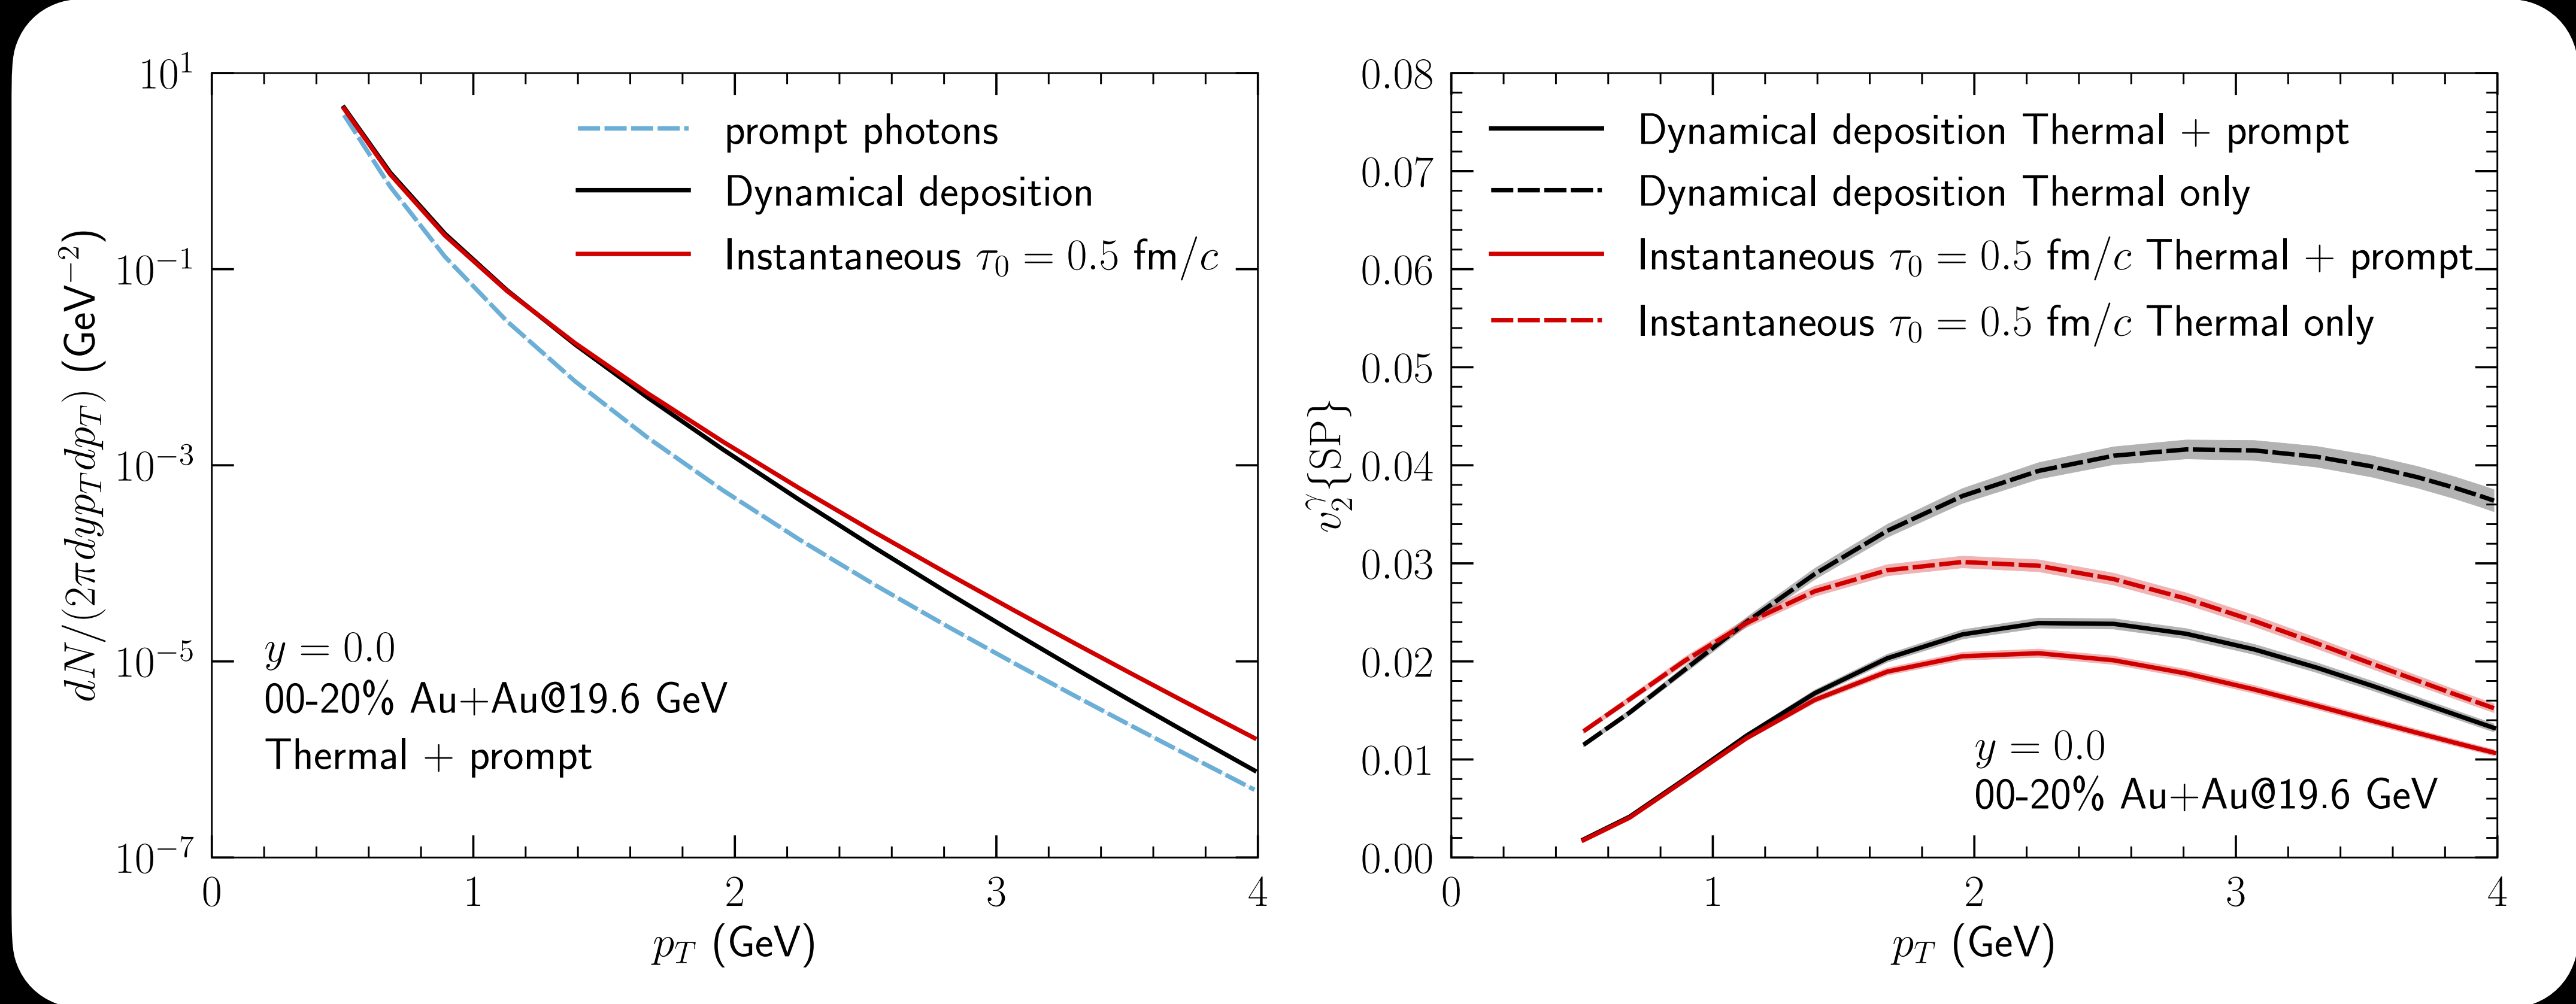 10^1
10^{-1}
10^{-3}
10^{-5}
10^{-7}
dN/(2πdyp_Tdp_T) (GeV^{-2})
prompt photons
Dynamical deposition
Instantaneous τ_0 = 0.5 fm/c
y = 0.0
00-20% Au+Au@19.6 GeV
Thermal + prompt
0 1 2 3 4
p_T (GeV)
0.08
0.07
0.06
0.05
0.04
0.03
0.02
0.01
0.00
v_2^γ{SP}
Dynamical deposition Thermal + prompt
Dynamical deposition Thermal only
Instantaneous τ_0 = 0.5 fm/c Thermal + prompt
Instantaneous τ_0 = 0.5 fm/c Thermal only
y = 0.0
00-20% Au+Au@19.6 GeV
0 1 2 3 4
p_T (GeV)